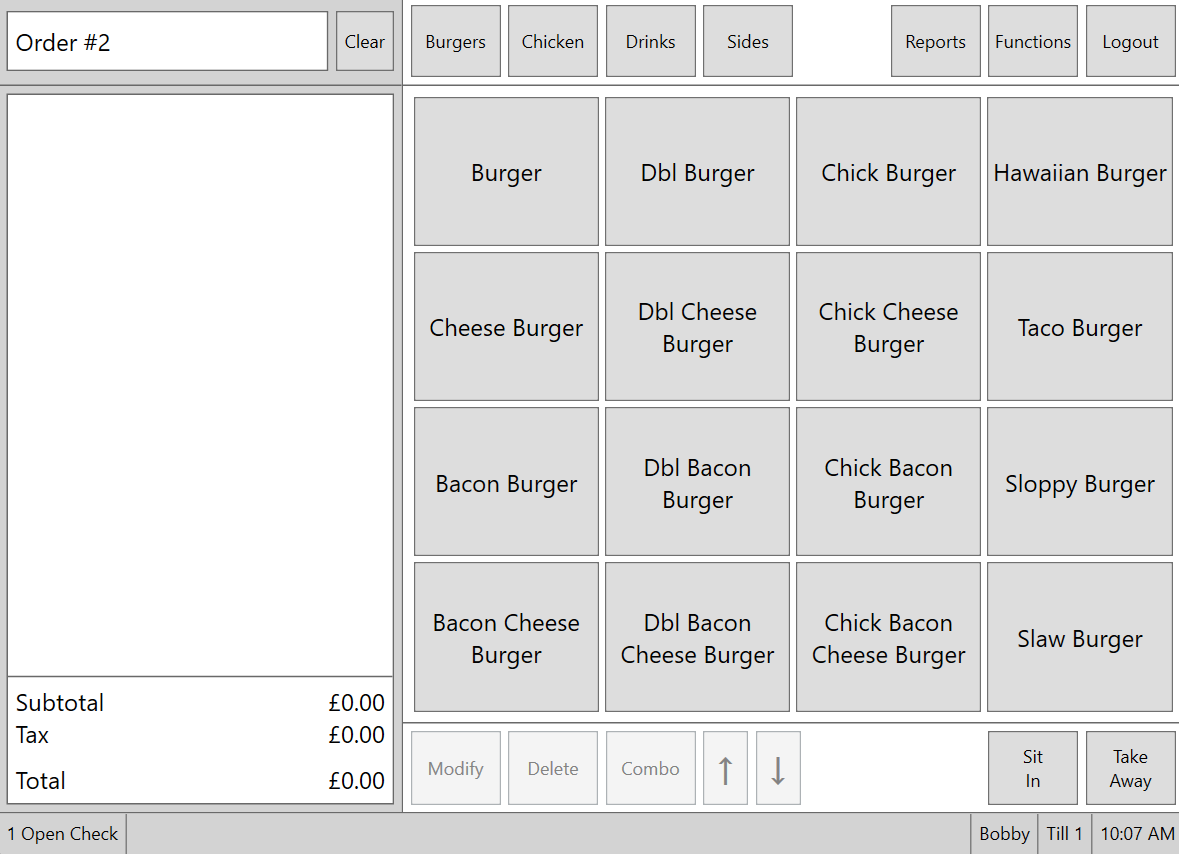 Order #2
Clear
Burgers
Chicken
Drinks
Sides
Reports
Functions
Logout
Burger
Dbl Burger
Chick Burger
Hawaiian Burger
Cheese Burger
Dbl Cheese
Burger
Chick Cheese
Burger
Taco Burger
Bacon Burger
Dbl Bacon
Burger
Chick Bacon
Burger
Sloppy Burger
Bacon Cheese
Burger
Dbl Bacon
Cheese Burger
Chick Bacon
Cheese Burger
Slaw Burger
Subtotal £0.00
Tax £0.00
Total £0.00
Modify
Delete
Combo
↑
↓
Sit
In
Take
Away
1 Open Check
Bobby
Till 1
10:07 AM